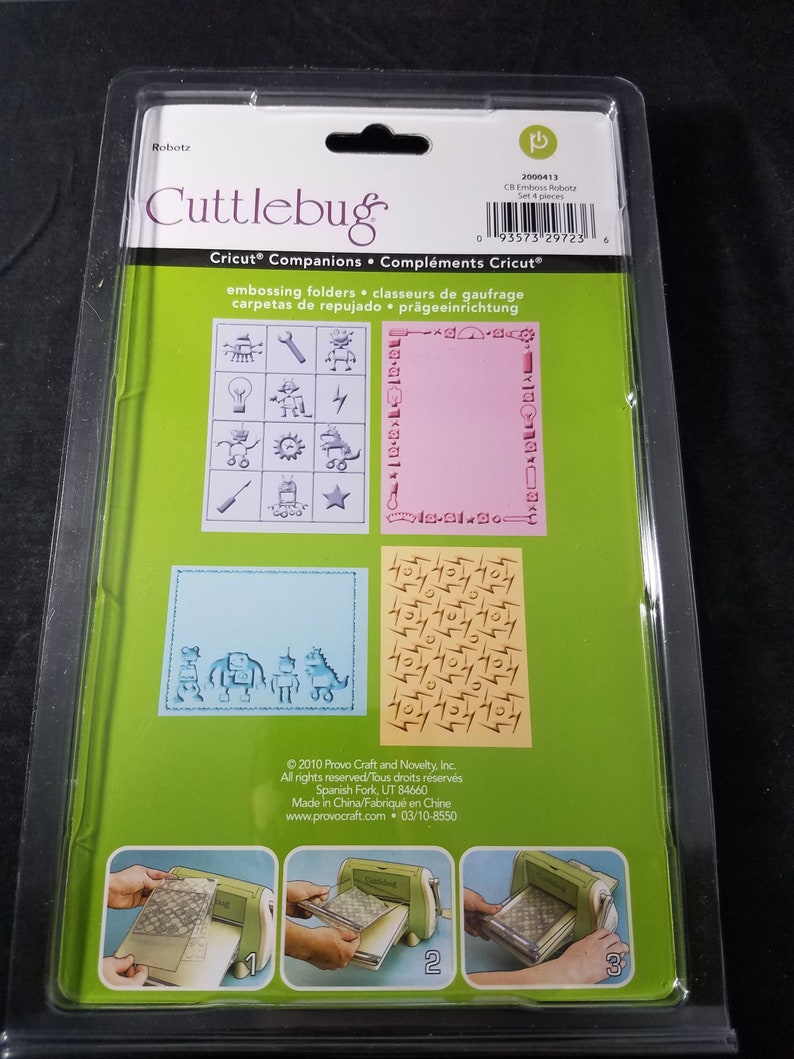 Robotz
Cuttlebug®
2000413
CB Emboss Robotz
Set 4 pieces
0 93573 29723 6
Cricut® Companions • Compléments Cricut®
embossing folders • classeurs de gaufrage
carpetas de repujado • prägeeinrichtung
© 2010 Provo Craft and Novelty, Inc.
All rights reserved/Tous droits réservés
Spanish Fork, UT 84660
Made in China/Fabriqué en Chine
www.provocraft.com • 03/10-8550
Cuttlebug
Cuttlebug
Cuttlebug
1
2
3